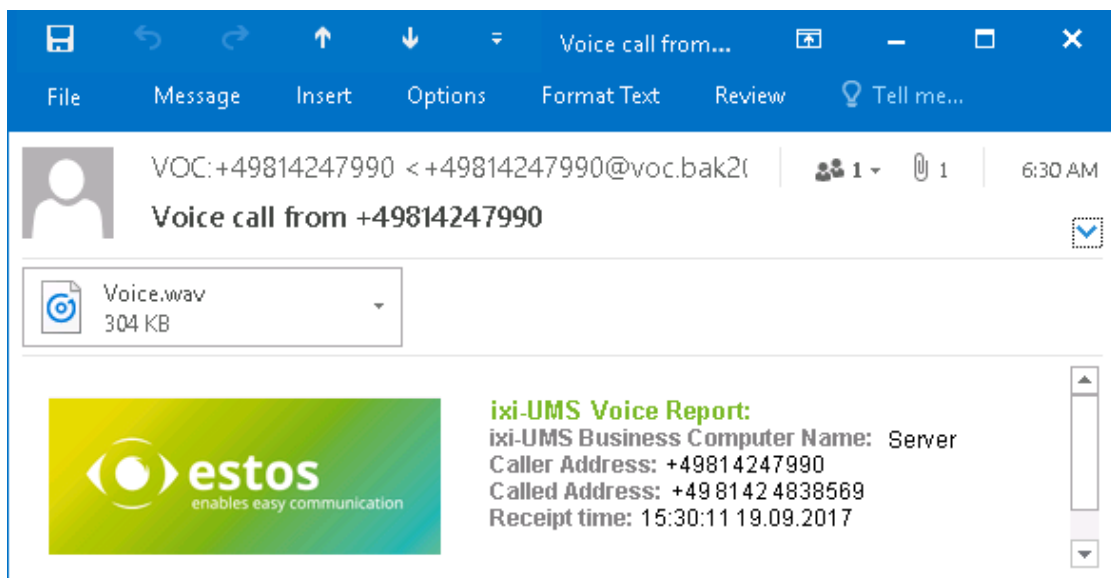 Voice call from...
File Message Insert Options Format Text Review Tell me...
VOC:+49814247990 <+49814247990@voc.bak2( 1 1 6:30 AM
Voice call from +49814247990
Voice.wav
304 KB
estos
enables easy communication
ixi-UMS Voice Report:
ixi-UMS Business Computer Name: Server
Caller Address: +49814247990
Called Address: +49 8142 4838569
Receipt time: 15:30:11 19.09.2017